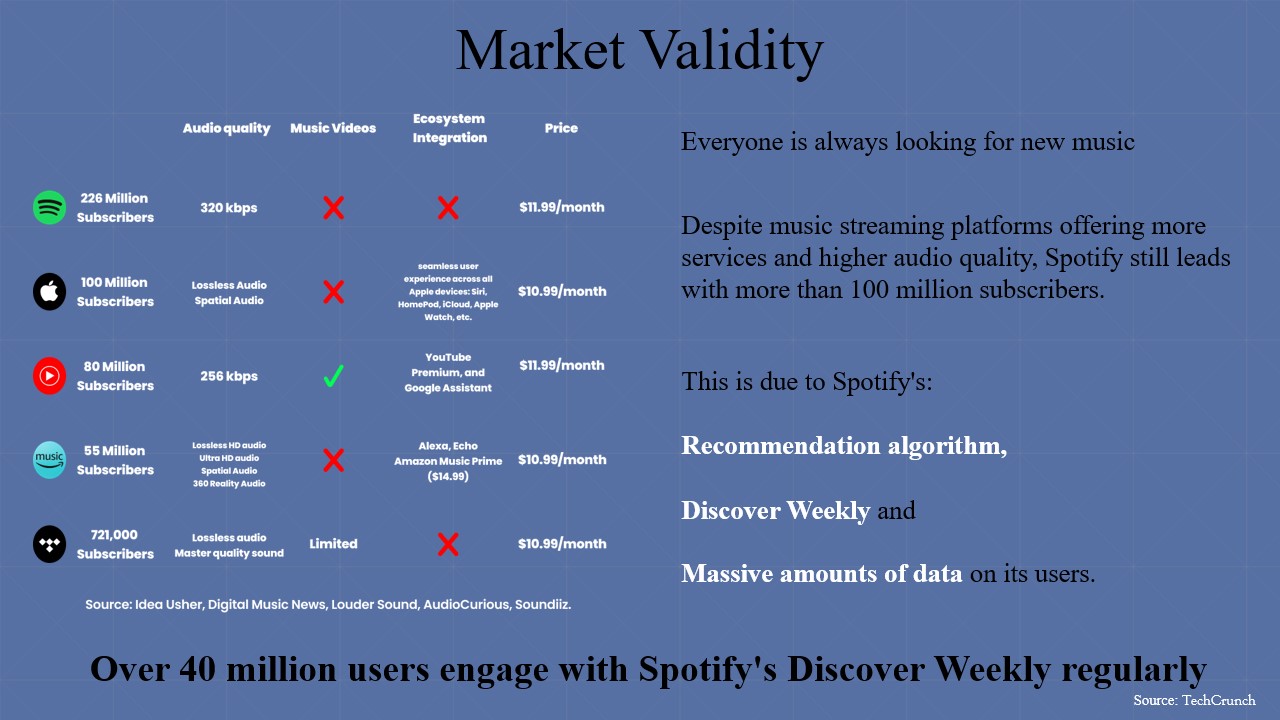 Market Validity
Audio quality
Music Videos
Ecosystem
Integration
Price
226 Million
Subscribers
320 kbps
$11.99/month
100 Million
Subscribers
Lossless Audio
Spatial Audio
seamless user
experience across all
Apple devices: Siri,
HomePod, iCloud, Apple
Watch, etc.
$10.99/month
80 Million
Subscribers
256 kbps
YouTube
Premium, and
Google Assistant
$11.99/month
music
55 Million
Subscribers
Lossless HD audio
Ultra HD audio
Spatial Audio
360 Reality Audio
Alexa, Echo
Amazon Music Prime
($14.99)
$10.99/month
721,000
Subscribers
Lossless audio
Master quality sound
Limited
$10.99/month
Source: Idea Usher, Digital Music News, Louder Sound, AudioCurious, Soundiiz.
Everyone is always looking for new music
Despite music streaming platforms offering more
services and higher audio quality, Spotify still leads
with more than 100 million subscribers.
This is due to Spotify's:
Recommendation algorithm,
Discover Weekly and
Massive amounts of data on its users.
Over 40 million users engage with Spotify's Discover Weekly regularly
Source: TechCrunch